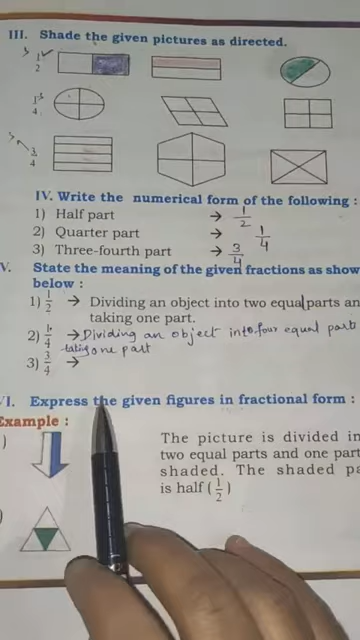 III. Shade the given pictures as directed.
1/2
1/4
3/4
IV. Write the numerical form of the following :
1) Half part → 1/2
2) Quarter part → 1/4
3) Three-fourth part → 3/4
V. State the meaning of the given fractions as show
below :
1) 1/2 → Dividing an object into two equal parts an
taking one part.
2) 1/4 → Dividing an object into four equal part
taking one part
3) 3/4 →
VI. Express the given figures in fractional form :
Example :
The picture is divided in
two equal parts and one part
shaded. The shaded pa
is half (1/2)